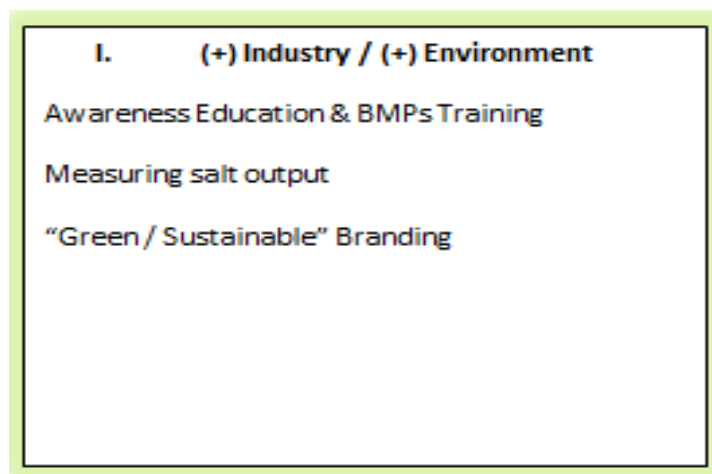 I. (+) Industry / (+) Environment
Awareness Education & BMPs Training
Measuring salt output
“Green / Sustainable” Branding